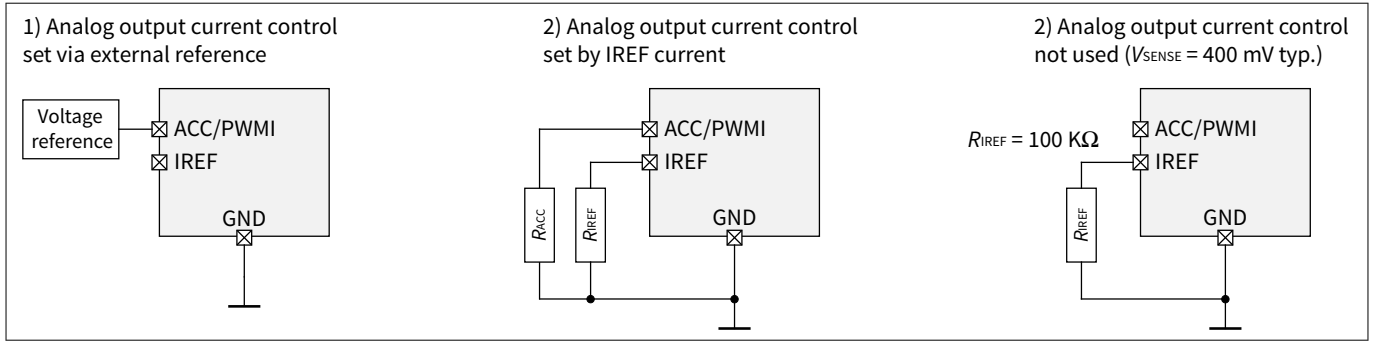 1) Analog output current control
set via external reference
Voltage
reference
ACC/PWMI
IREF
GND
2) Analog output current control
set by IREF current
ACC/PWMI
IREF
RACC
RIREF
GND
2) Analog output current control
not used (VSENSE = 400 mV typ.)
RIREF = 100 KΩ
ACC/PWMI
IREF
RIREF
GND